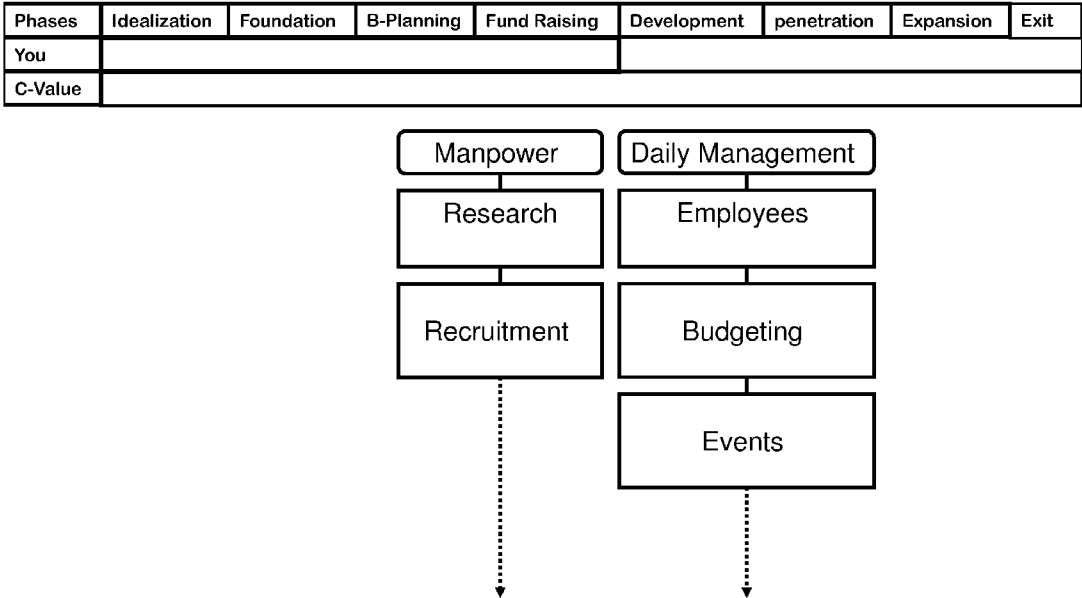 Phases Idealization Foundation B-Planning Fund Raising Development penetration Expansion Exit
You
C-Value
Manpower Daily Management
Research Employees
Recruitment Budgeting
Events